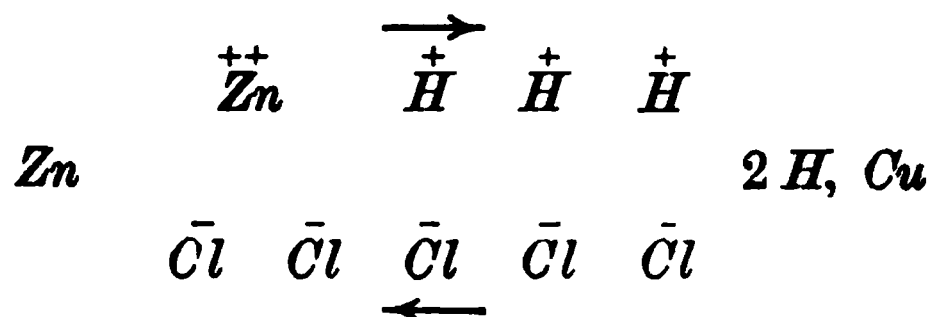 ++ + + +
Zn H H H
Zn 2 H, Cu
- - - - -
Cl Cl Cl Cl Cl